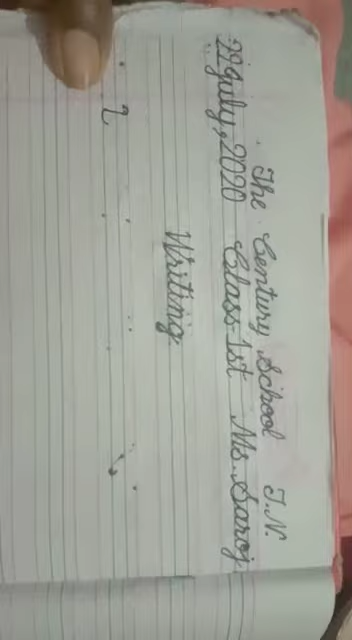 The Century School T.N.
22 July, 2020 Class-1st Ms. Saroj
Writing